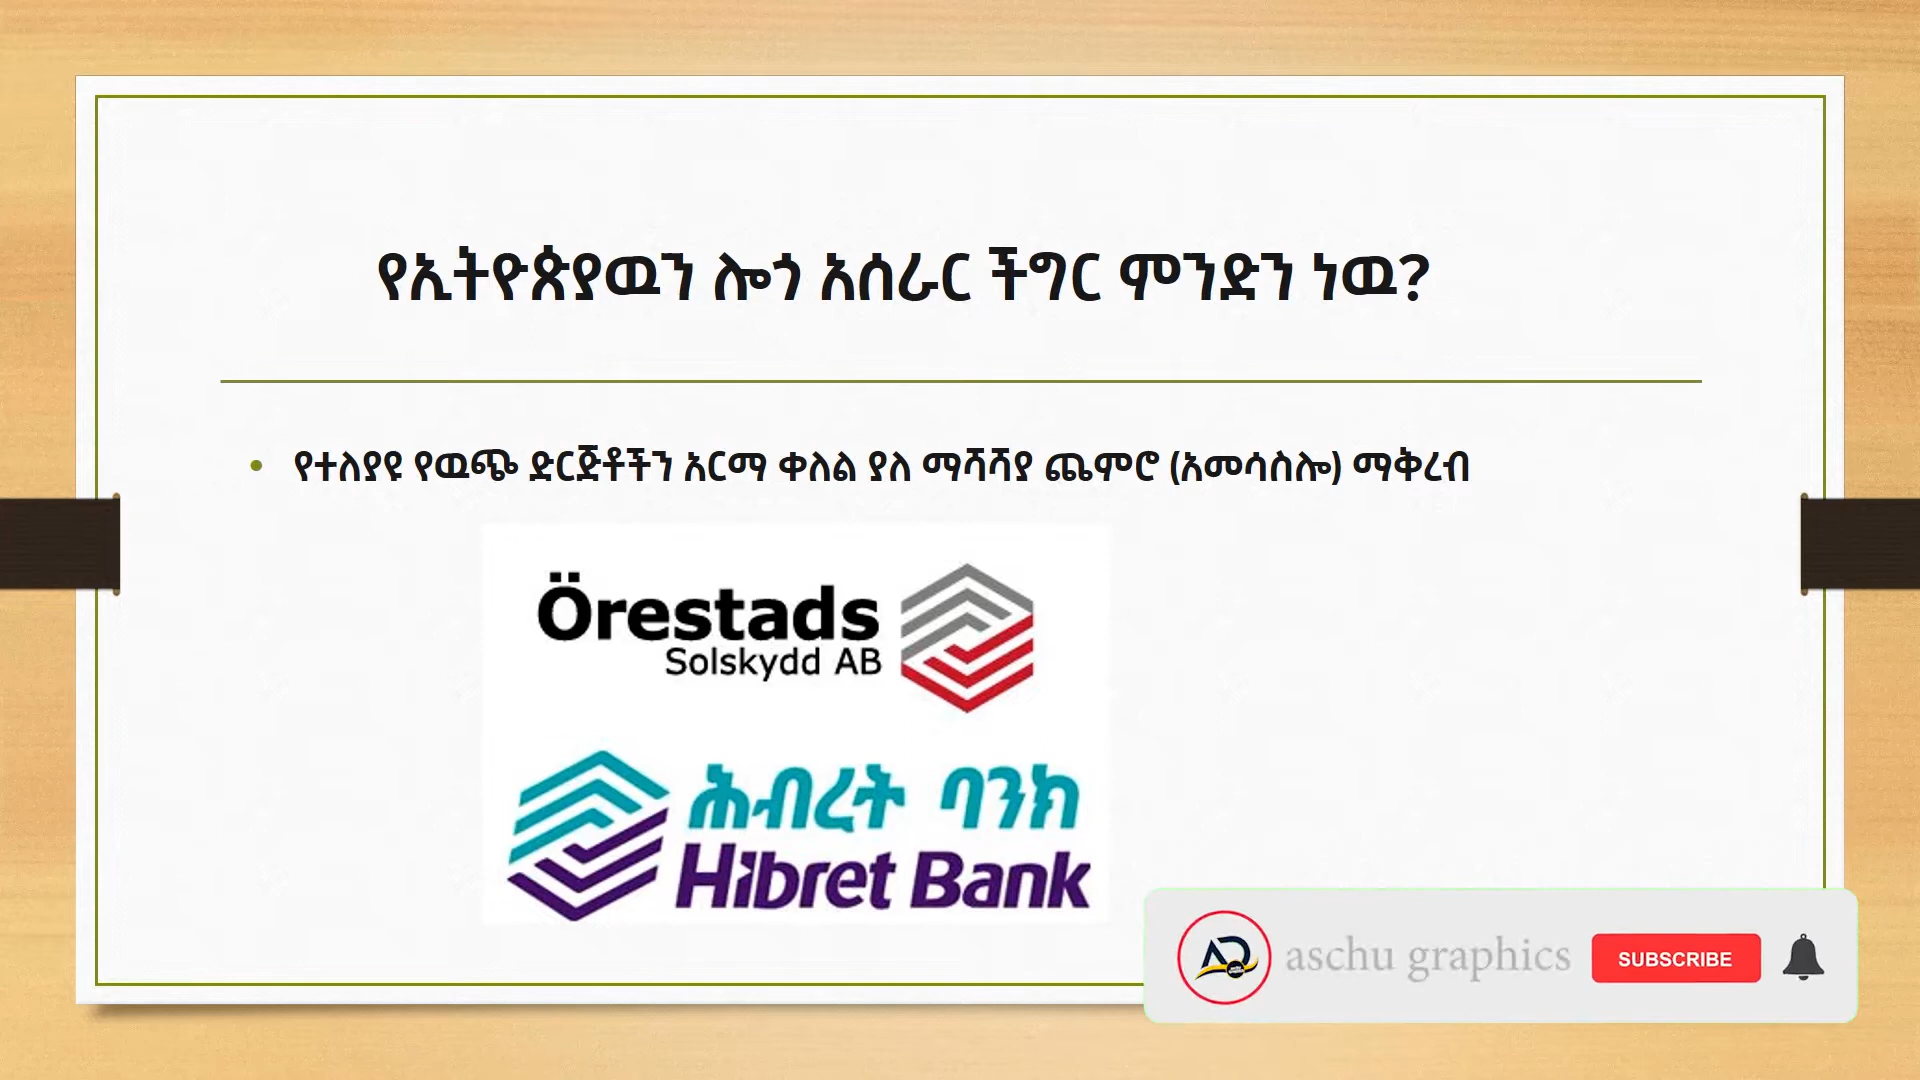 የኢትዮጵያዉን ሎጎ አሰራር ችግር ምንድን ነዉ?
• የተለያዩ የዉጭ ድርጅቶችን አርማ ቀለል ያለ ማሻሻያ ጨምሮ (አመሳስሎ) ማቅረብ
Örestads
Solskydd AB
ሕብረት ባንክ
Hibret Bank
aschu graphics
SUBSCRIBE